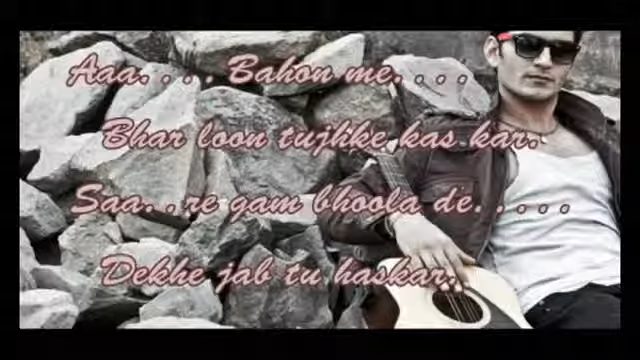 Aaa. . . . Bahon me. . . .
Bhar loon tujhke kas kar.
Saa. . re gam bhoola de. . . . .
Dekhe jab tu haskar.